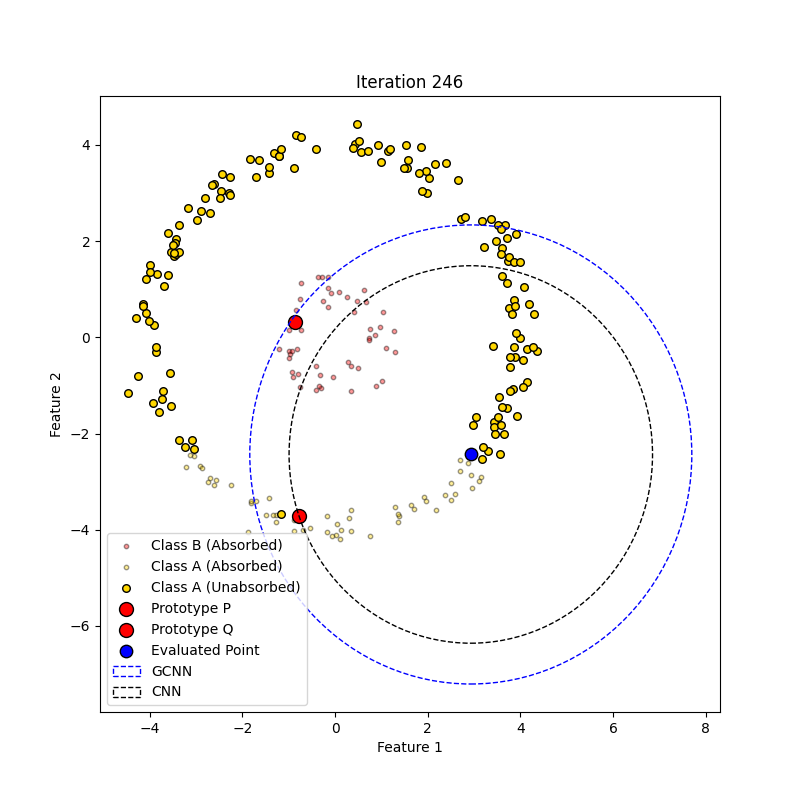 Iteration 246
Feature 2
4
2
0
−2
−4
−6
Class B (Absorbed)
Class A (Absorbed)
Class A (Unabsorbed)
Prototype P
Prototype Q
Evaluated Point
GCNN
CNN
−4
−2
0
2
4
6
8
Feature 1